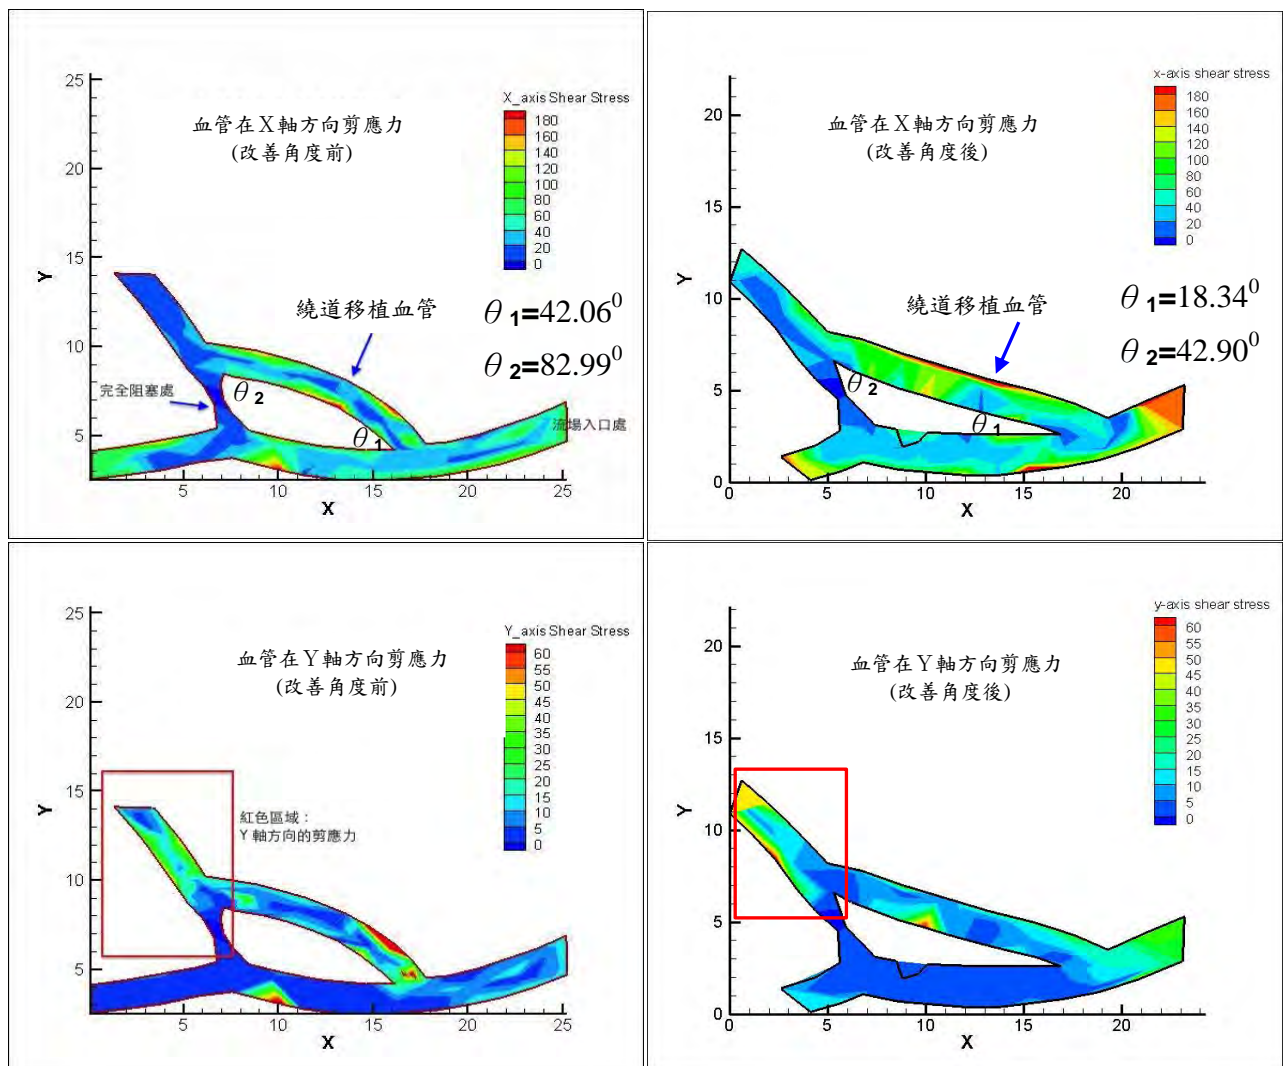 血管在X軸方向剪應力
(改善角度前)
X_axis Shear Stress
180
160
140
120
100
80
60
40
20
0
25
20
15
10
5
Y
繞道移植血管
θ1=42.06⁰
θ2=82.99⁰
完全阻塞處
θ2
θ1
流場入口處
5
10
15
20
25
X
血管在X軸方向剪應力
(改善角度後)
x-axis shear stress
180
160
140
120
100
80
60
40
20
0
20
15
10
5
0
Y
繞道移植血管
θ1=18.34⁰
θ2=42.90⁰
θ2
θ1
0
5
10
15
20
X
血管在Y軸方向剪應力
(改善角度前)
Y_axis Shear Stress
60
55
50
45
40
35
30
25
20
15
10
5
0
25
20
15
10
5
Y
紅色區域：
Y 軸方向的剪應力
5
10
15
20
25
X
血管在Y軸方向剪應力
(改善角度後)
y-axis shear stress
60
55
50
45
40
35
30
25
20
15
10
5
0
20
15
10
5
0
Y
0
5
10
15
20
X